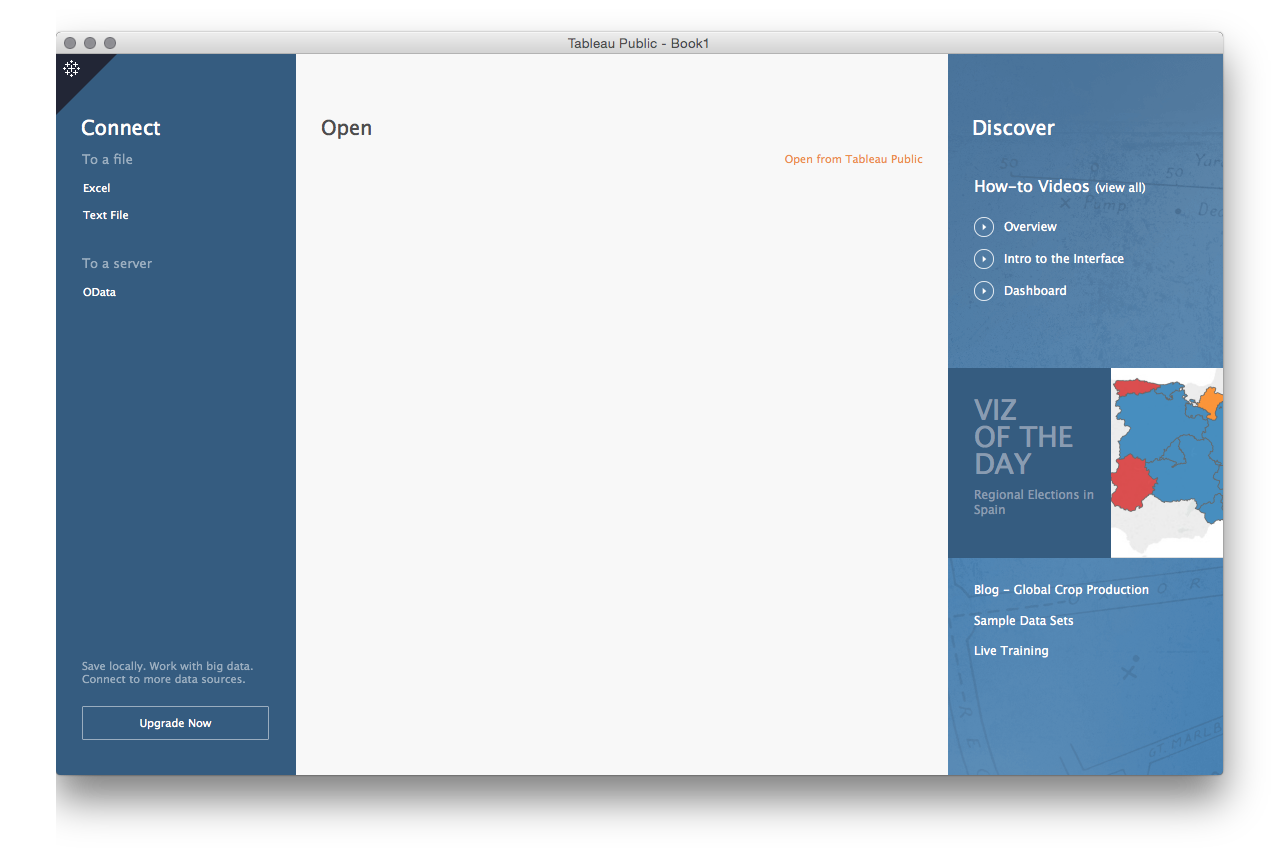 Tableau Public - Book1
Connect
To a file
Excel
Text File
To a server
OData
Save locally. Work with big data.
Connect to more data sources.
Upgrade Now
Open
Open from Tableau Public
Discover
How-to Videos (view all)
Overview
Intro to the Interface
Dashboard
VIZ
OF THE
DAY
Regional Elections in
Spain
Blog - Global Crop Production
Sample Data Sets
Live Training
50
50
Pump